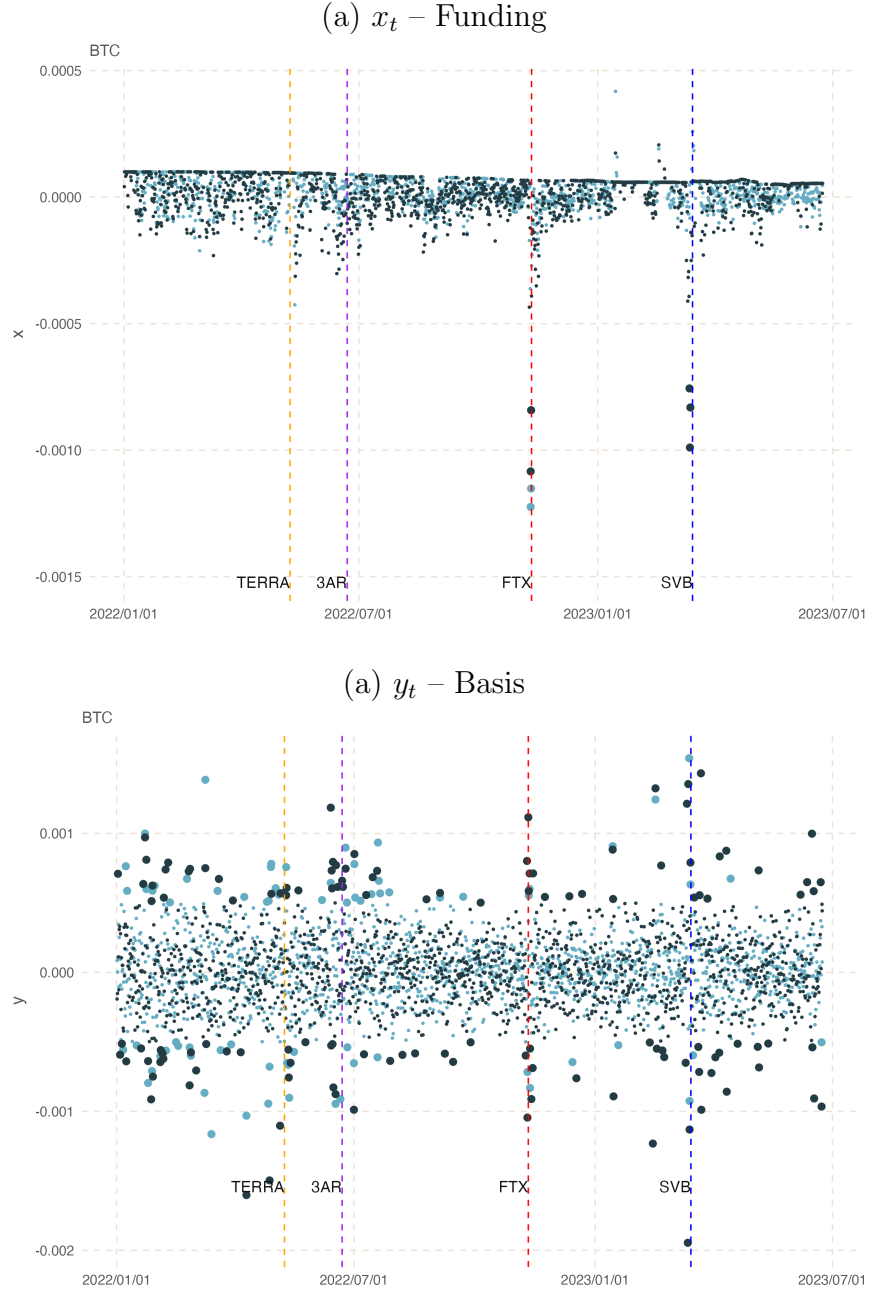 (a) xₜ – Funding
BTC
0.0005
0.0000
-0.0005
-0.0010
-0.0015
x
TERRA 3AR FTX SVB
2022/01/01 2022/07/01 2023/01/01 2023/07/01
(a) yₜ – Basis
BTC
0.001
0.000
-0.001
-0.002
y
TERRA 3AR FTX SVB
2022/01/01 2022/07/01 2023/01/01 2023/07/01